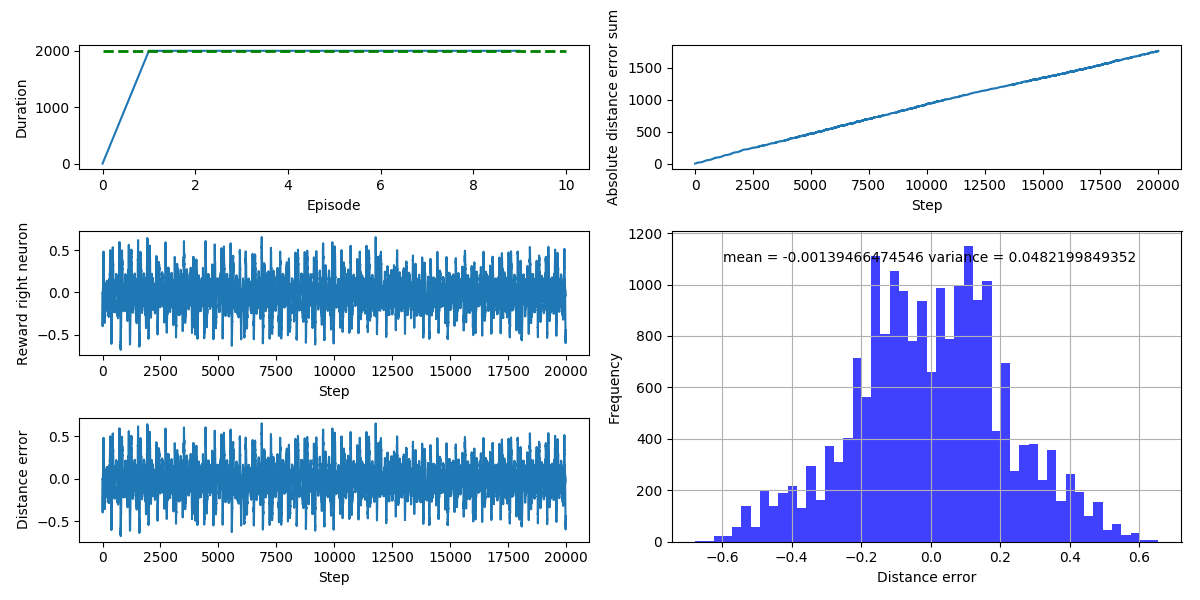 2000
1000
0
Duration
0 2 4 6 8 10
Episode
1500
1000
500
0
Absolute distance error sum
0 2500 5000 7500 10000 12500 15000 17500 20000
Step
0.5
0.0
−0.5
Reward right neuron
0 2500 5000 7500 10000 12500 15000 17500 20000
Step
0.5
0.0
−0.5
Distance error
0 2500 5000 7500 10000 12500 15000 17500 20000
Step
mean = -0.00139466474546 variance = 0.0482199849352
1200
1000
800
600
400
200
0
Frequency
−0.6 −0.4 −0.2 0.0 0.2 0.4 0.6
Distance error